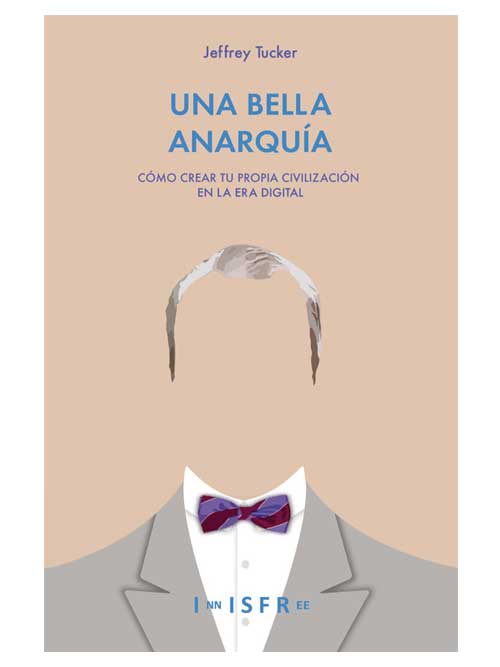 Jeffrey Tucker
UNA BELLA
ANARQUÍA
CÓMO CREAR TU PROPIA CIVILIZACIÓN
EN LA ERA DIGITAL
INNISFREE